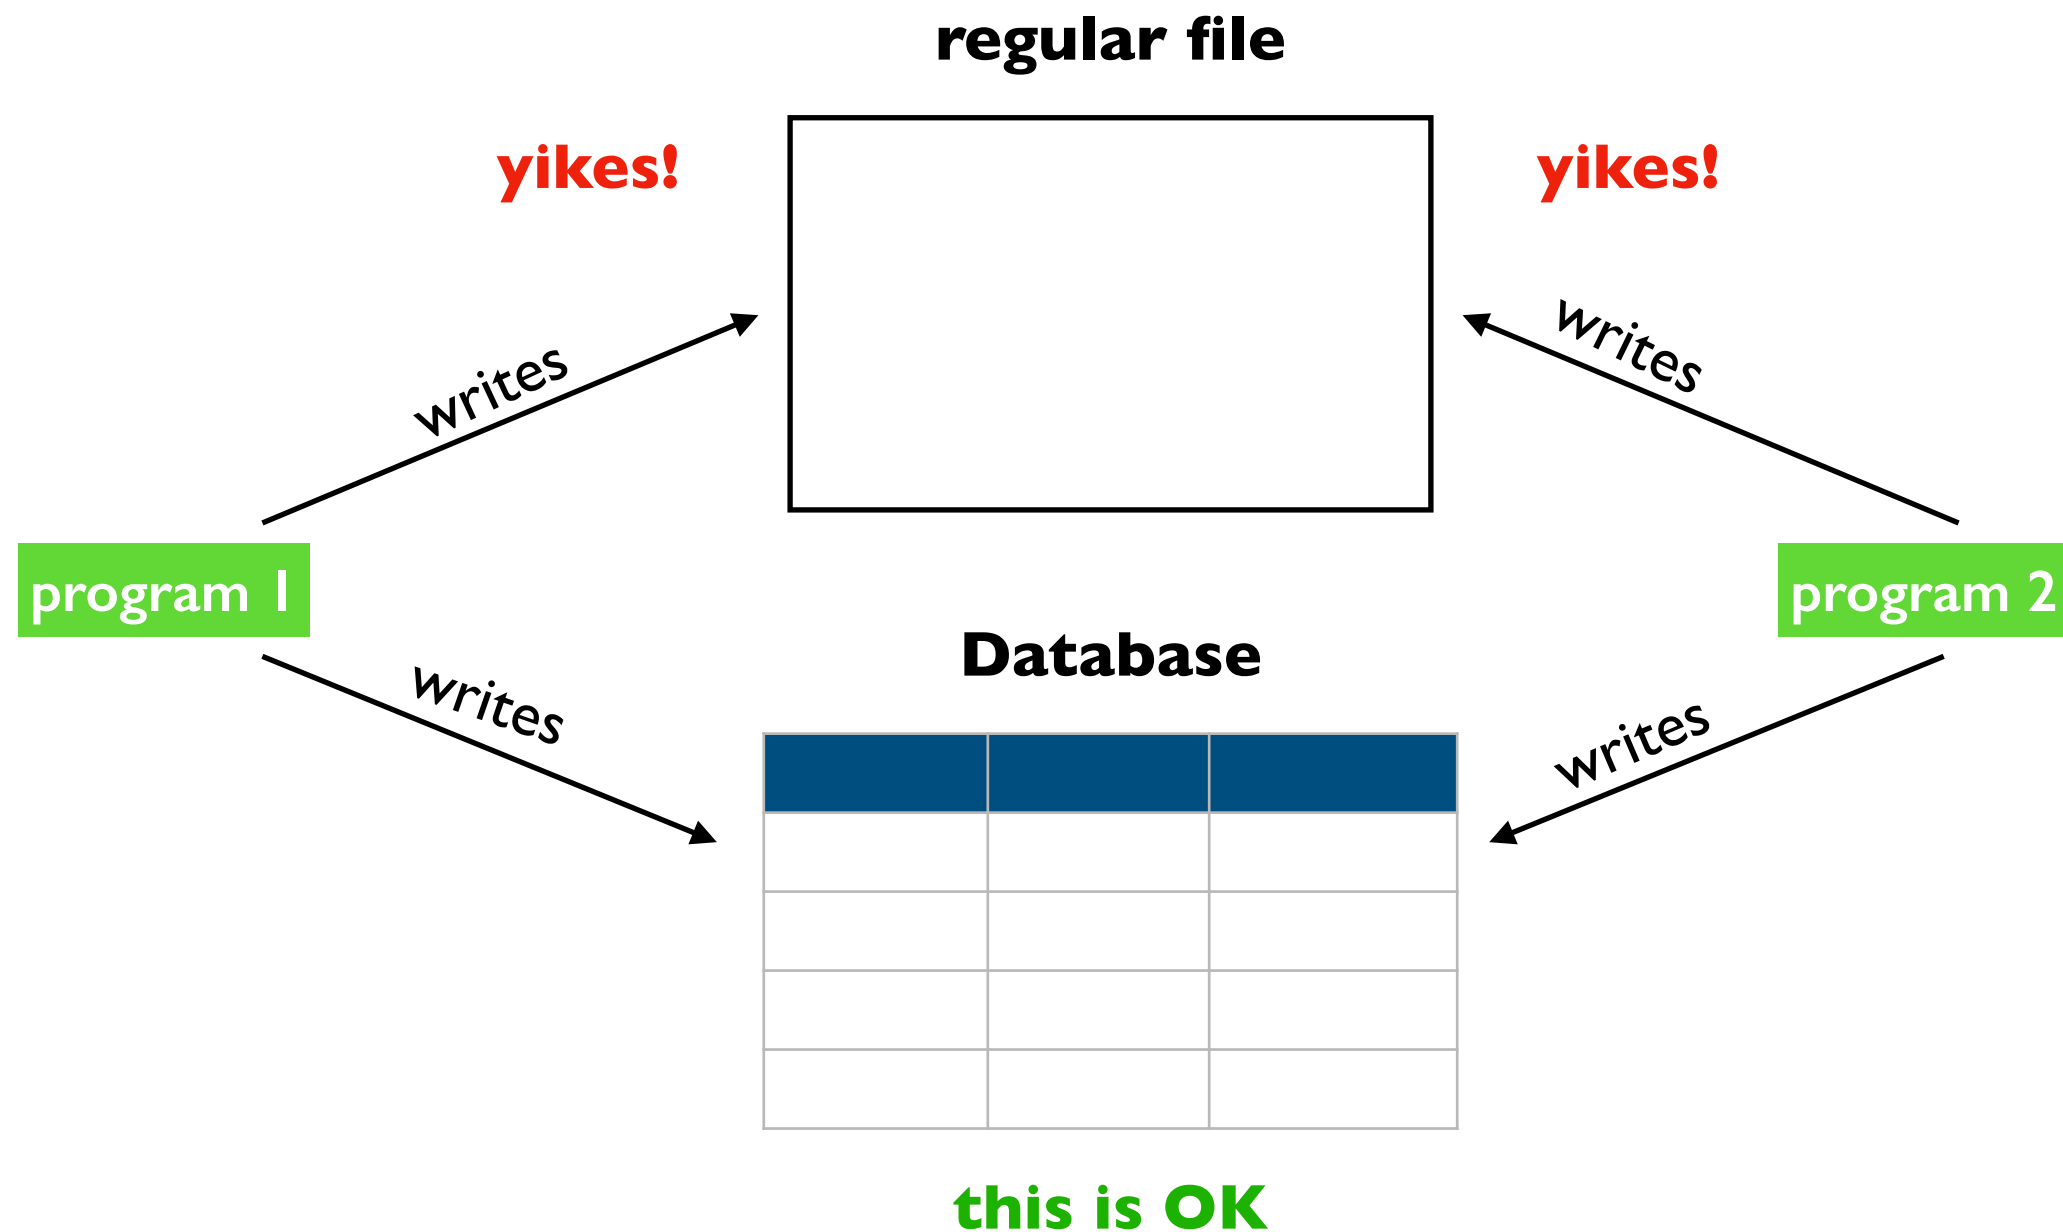 regular file
yikes!
yikes!
writes
writes
program 1
program 2
Database
writes
writes
this is OK